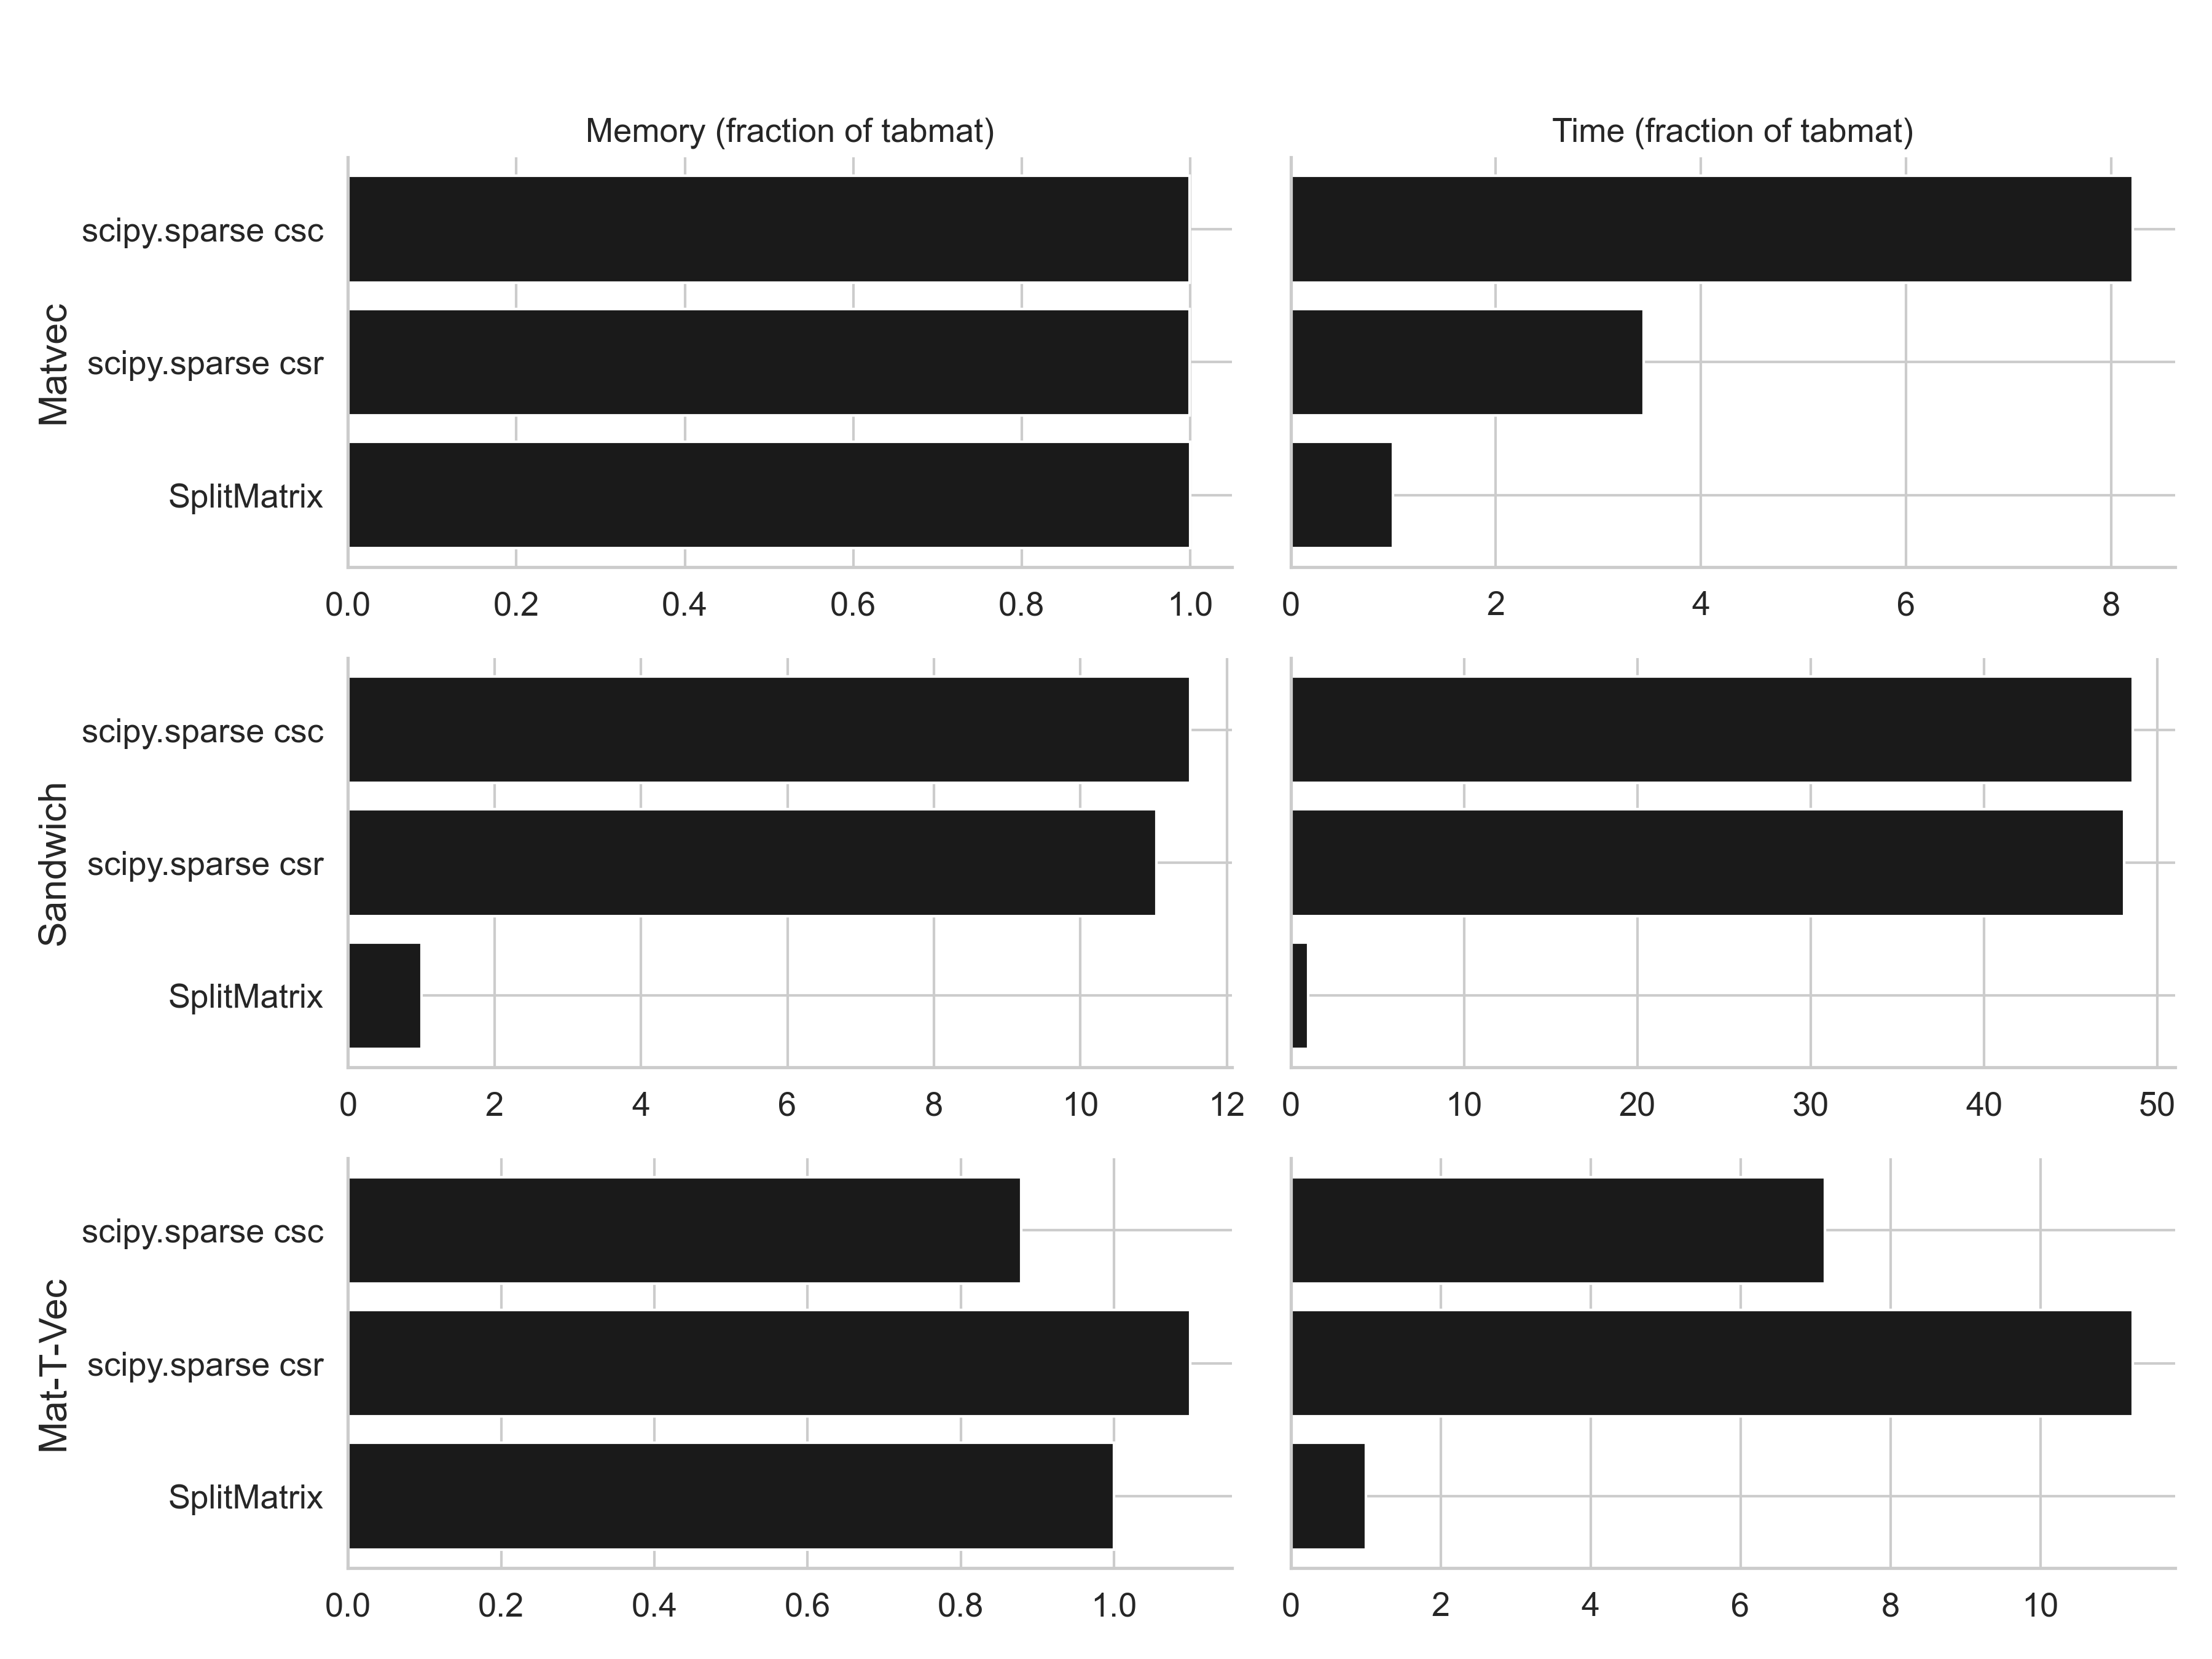 Memory (fraction of tabmat)
Time (fraction of tabmat)
Matvec
scipy.sparse csc
scipy.sparse csr
SplitMatrix
0.0 0.2 0.4 0.6 0.8 1.0
0 2 4 6 8
Sandwich
scipy.sparse csc
scipy.sparse csr
SplitMatrix
0 2 4 6 8 10 12
0 10 20 30 40 50
Mat-T-Vec
scipy.sparse csc
scipy.sparse csr
SplitMatrix
0.0 0.2 0.4 0.6 0.8 1.0
0 2 4 6 8 10